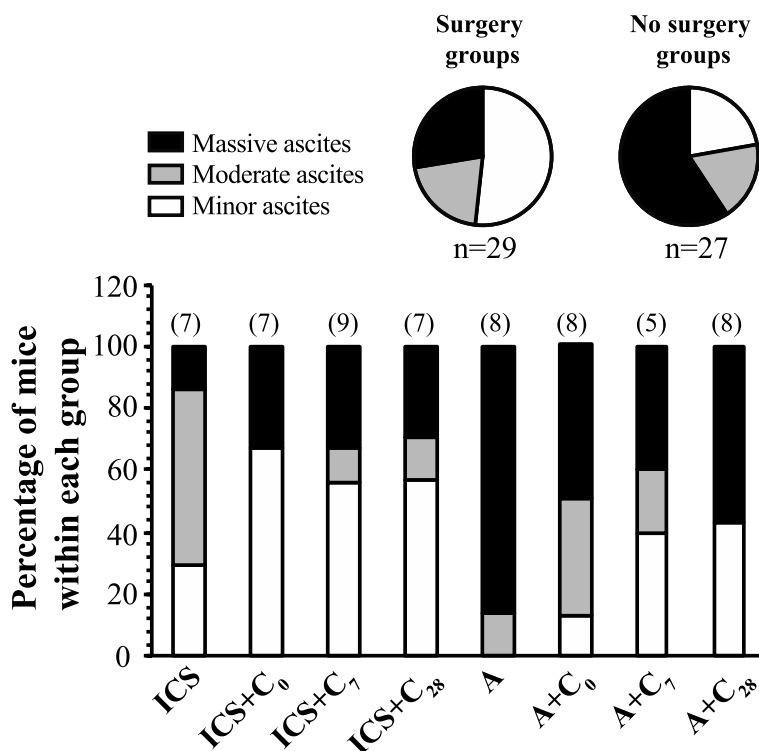 Surgery
groups
No surgery
groups
Massive ascites
Moderate ascites
Minor ascites
n=29
n=27
Percentage of mice
within each group
120
100
80
60
40
20
0
(7)
(7)
(9)
(7)
(8)
(8)
(5)
(8)
ICS
ICS+C₀
ICS+C₇
ICS+C₂₈
A
A+C₀
A+C₇
A+C₂₈